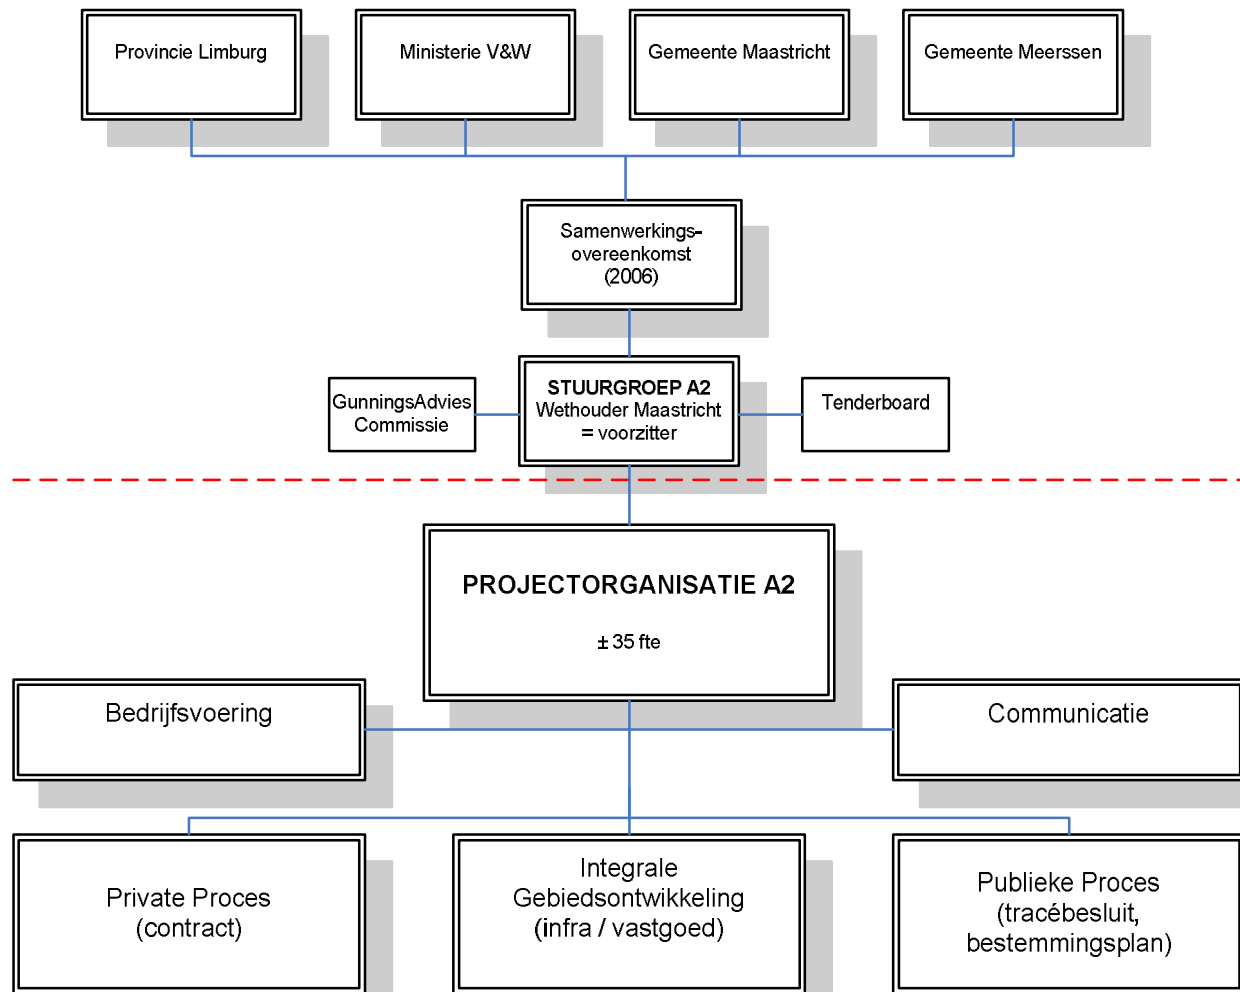 Provincie Limburg
Ministerie V&W
Gemeente Maastricht
Gemeente Meerssen
Samenwerkings-
overeenkomst
(2006)
GunningsAdvies
Commissie
STUURGROEP A2
Wethouder Maastricht
= voorzitter
Tenderboard
PROJECTORGANISATIE A2
± 35 fte
Bedrijfsvoering
Communicatie
Private Proces
(contract)
Integrale
Gebiedsontwikkeling
(infra / vastgoed)
Publieke Proces
(tracébesluit,
bestemmingsplan)